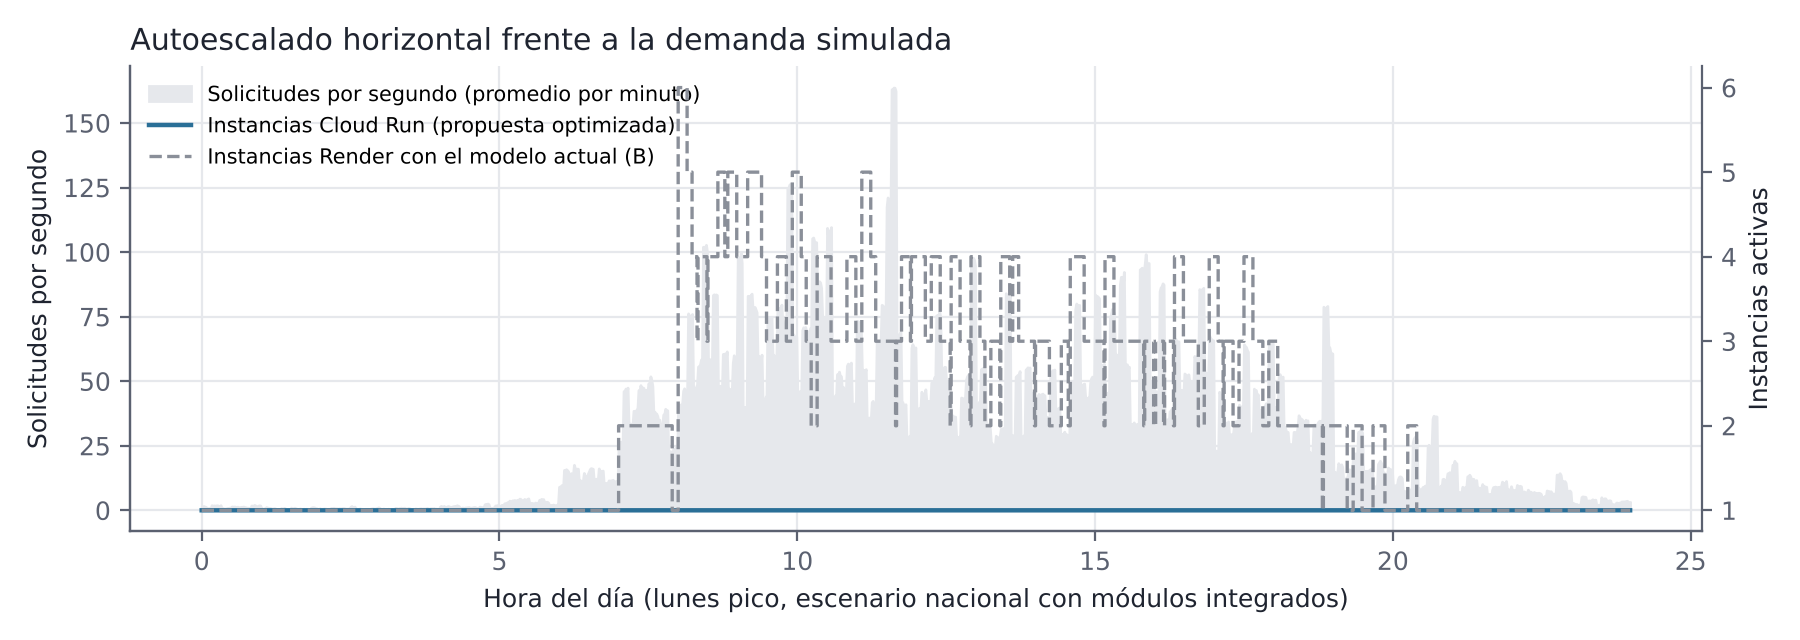 Autoescalado horizontal frente a la demanda simulada
Solicitudes por segundo (promedio por minuto)
Instancias Cloud Run (propuesta optimizada)
Instancias Render con el modelo actual (B)
Solicitudes por segundo
150
125
100
75
50
25
0
6
5
4
3
2
1
Instancias activas
0 5 10 15 20 25
Hora del día (lunes pico, escenario nacional con módulos integrados)